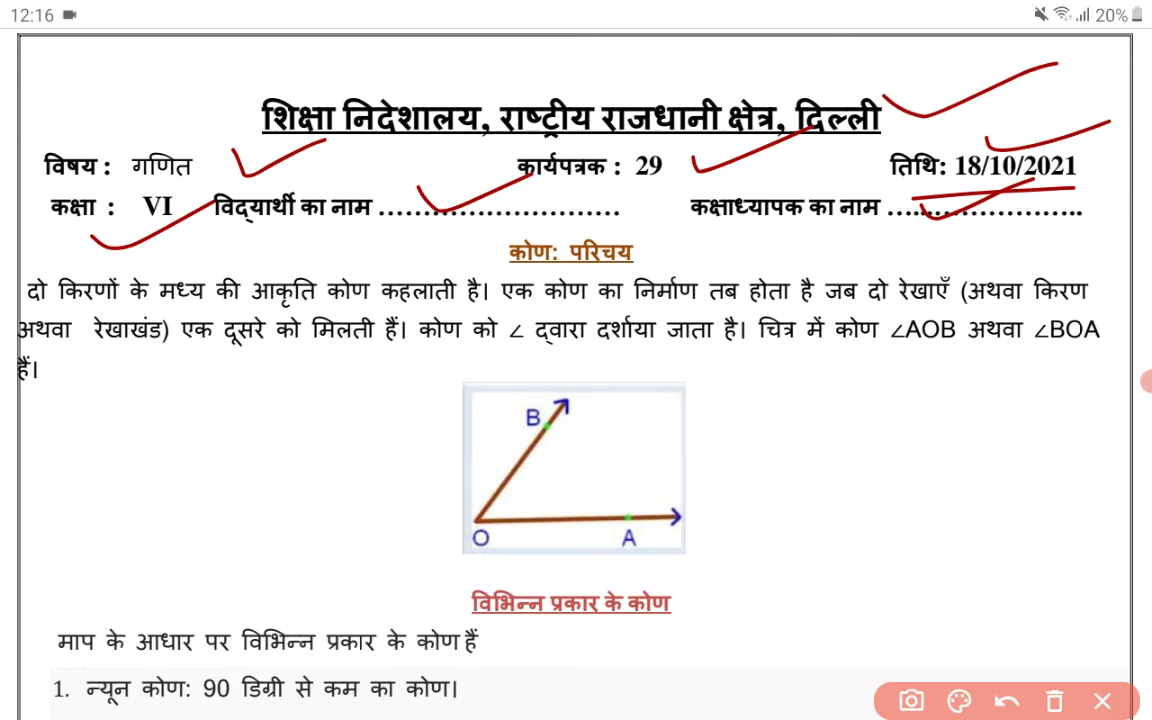 12:16
20%
शिक्षा निदेशालय, राष्ट्रीय राजधानी क्षेत्र, दिल्ली
विषय : गणित कार्यपत्रक : 29 तिथि: 18/10/2021
कक्षा : VI विद्यार्थी का नाम ........................... कक्षाध्यापक का नाम ......................
कोण: परिचय
दो किरणों के मध्य की आकृति कोण कहलाती है। एक कोण का निर्माण तब होता है जब दो रेखाएँ (अथवा किरण
अथवा रेखाखंड) एक दूसरे को मिलती हैं। कोण को ∠ द्वारा दर्शाया जाता है। चित्र में कोण ∠AOB अथवा ∠BOA
हैं।
B
O A
विभिन्न प्रकार के कोण
माप के आधार पर विभिन्न प्रकार के कोण हैं
1. न्यून कोण: 90 डिग्री से कम का कोण।